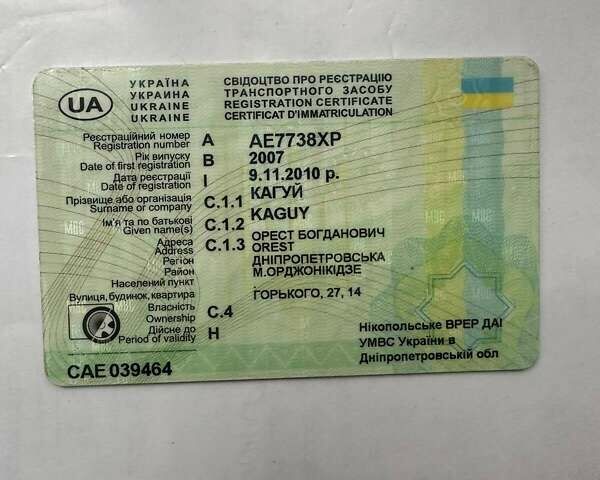 UA
УКРАЇНА
УКРАИНА
UKRAINE
UKRAINE
СВІДОЦТВО ПРО РЕЄСТРАЦІЮ
ТРАНСПОРТНОГО ЗАСОБУ
REGISTRATION CERTIFICATE
CERTIFICAT D'IMMATRICULATION
Реєстраційний номер A AE7738XP
Registration number
Рік випуску B 2007
Date of first registration
Дата реєстрації I 9.11.2010 р.
Date of registration
Прізвище або організація C.1.1 КАГУЙ
Surname or company KAGUY
Ім'я та по батькові C.1.2 ОРЕСТ БОГДАНОВИЧ
Given name(s) OREST
Адреса C.1.3 ДНІПРОПЕТРОВСЬКА
Address М.ОРДЖОНІКІДЗЕ
Регіон
Район
Населений пункт
Вулиця, будинок, квартира ГОРЬКОГО, 27, 14
Власність C.4
Ownership
Дійсне до H
Period of validity
Нікопольське ВРЕР ДАІ
УМВС України в
Дніпропетровській обл
CAE 039464
МВС
МВС
МВС
МВС